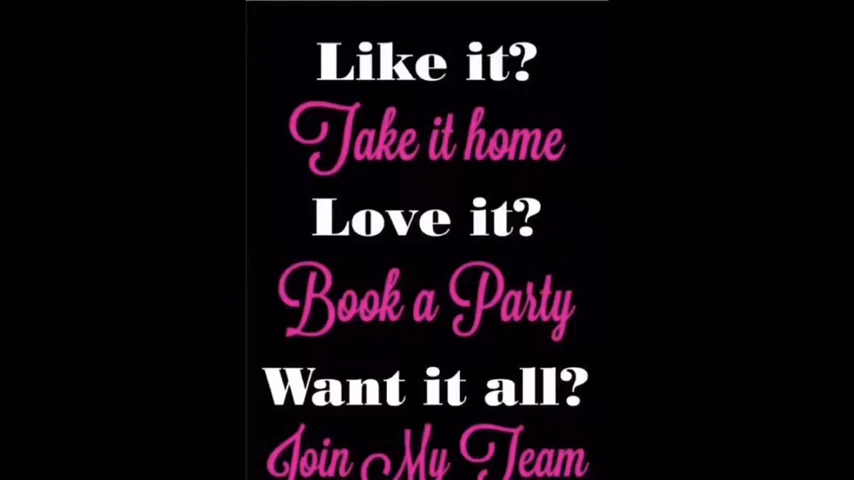 Like it?
Take it home
Love it?
Book a Party
Want it all?
Join My Team